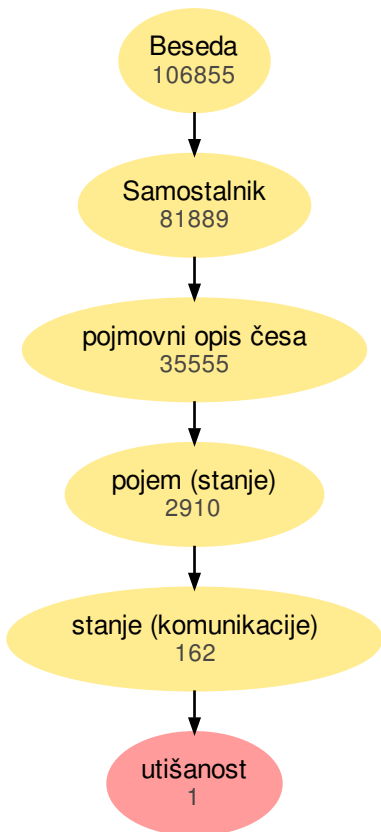 Beseda
106855
Samostalnik
81889
pojmovni opis česa
35555
pojem (stanje)
2910
stanje (komunikacije)
162
utišanost
1